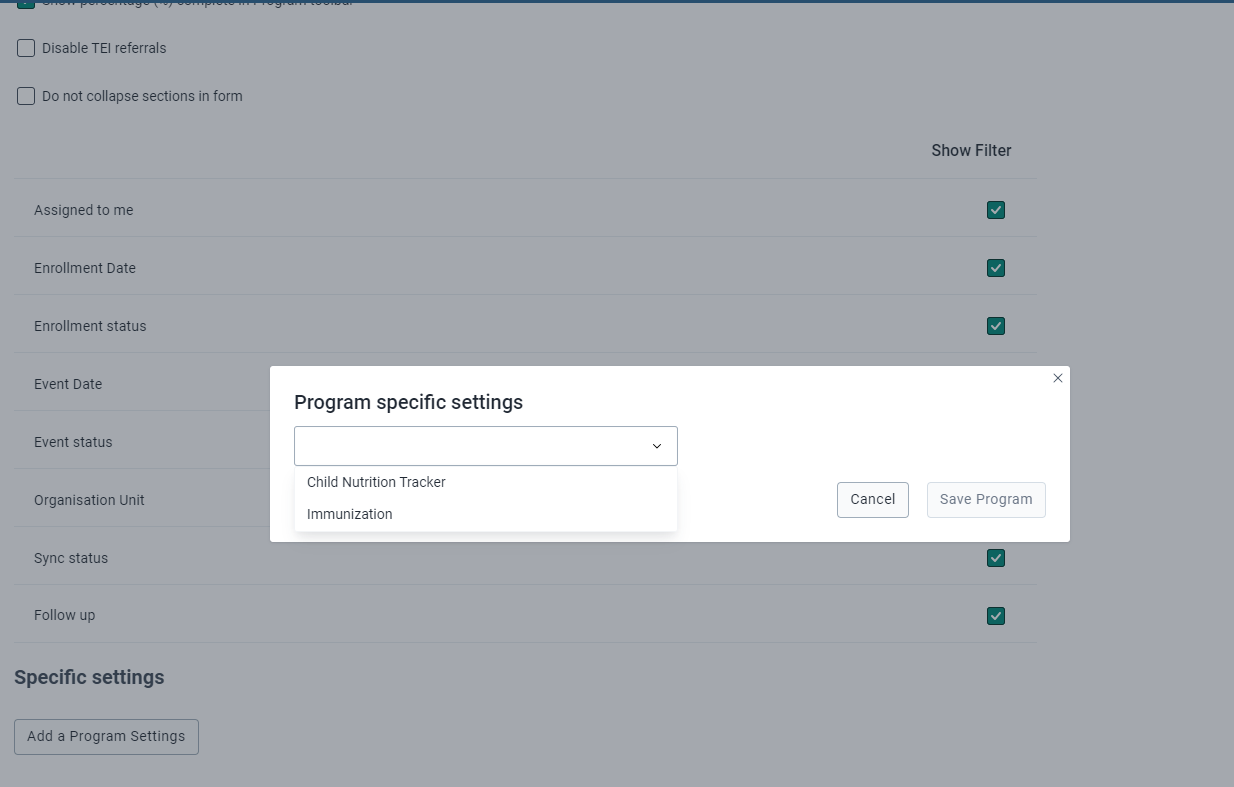 Show percentage (%) complete in Program toolbar
Disable TEI referrals
Do not collapse sections in form
Show Filter
Assigned to me
Enrollment Date
Enrollment status
Event Date
Event status
Organisation Unit
Sync status
Follow up
Program specific settings
Child Nutrition Tracker
Immunization
Cancel
Save Program
Specific settings
Add a Program Settings